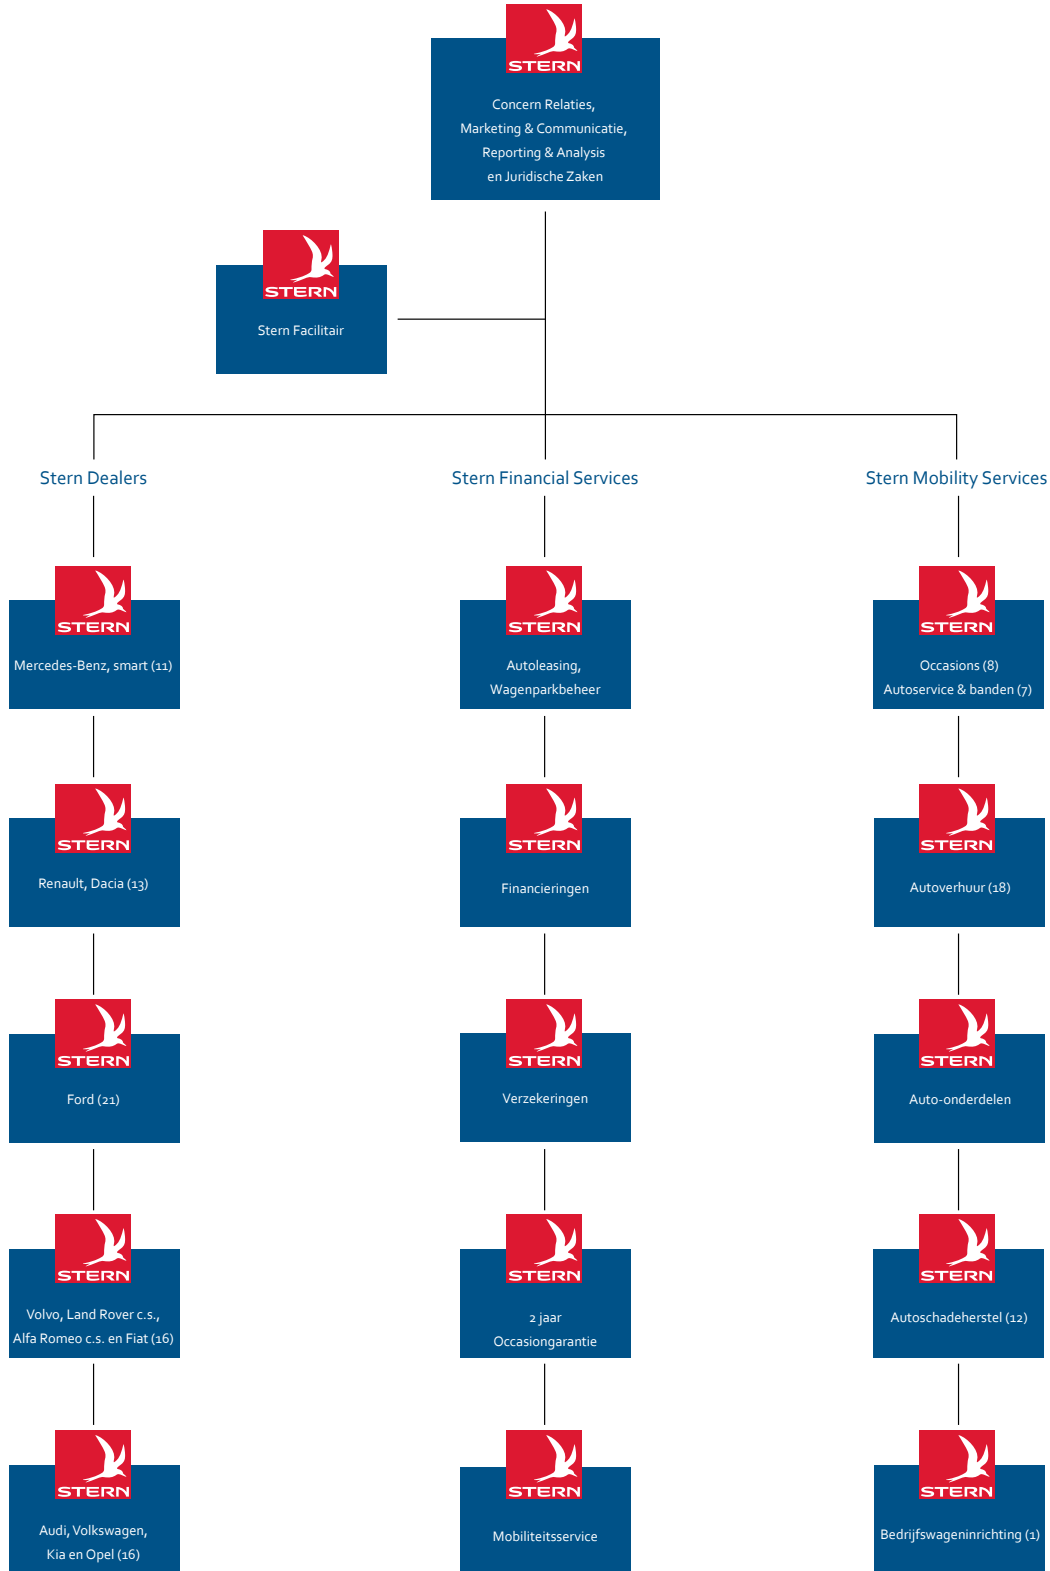 STERN
Concern Relaties,
Marketing & Communicatie,
Reporting & Analysis
en Juridische Zaken
STERN
Stern Facilitair
Stern Dealers
STERN
Mercedes-Benz, smart (11)
STERN
Renault, Dacia (13)
STERN
Ford (21)
STERN
Volvo, Land Rover c.s.,
Alfa Romeo c.s. en Fiat (16)
STERN
Audi, Volkswagen,
Kia en Opel (16)
Stern Financial Services
STERN
Autoleasing,
Wagenparkbeheer
STERN
Financieringen
STERN
Verzekeringen
STERN
2 jaar
Occasiongarantie
STERN
Mobiliteitsservice
Stern Mobility Services
STERN
Occasions (8)
Autoservice & banden (7)
STERN
Autoverhuur (18)
STERN
Auto-onderdelen
STERN
Autoschadeherstel (12)
STERN
Bedrijfswageninrichting (1)